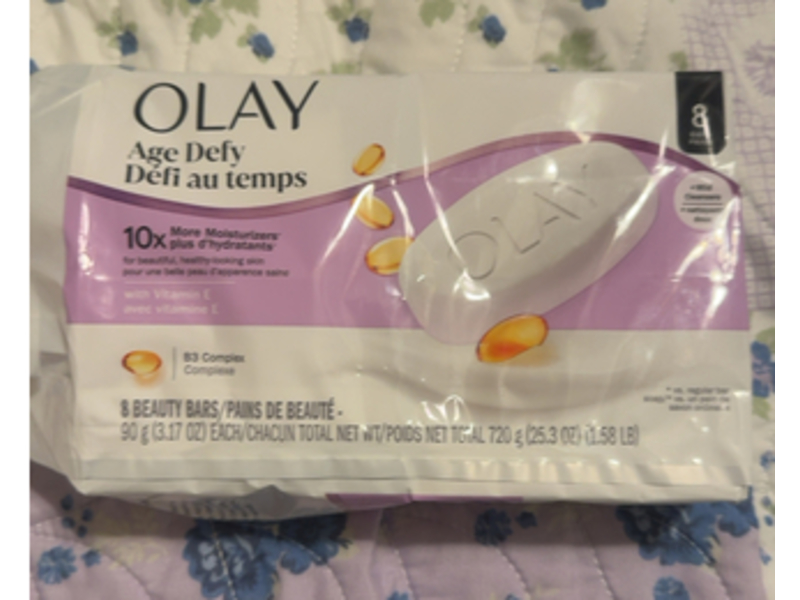 OLAY
Age Defy
Défi au temps
8
10x More Moisturizers*
plus d'hydratants*
for beautiful, healthy-looking skin
pour une belle peau d'apparence saine
with Vitamin E
avec vitamine E
OLAY
B3 Complex
Complexe
8 BEAUTY BARS/PAINS DE BEAUTÉ -
90 g (3.17 OZ) EACH/CHACUN TOTAL NET WT/POIDS NET TOTAL 720 g (25.3 OZ) (1.58 LB)